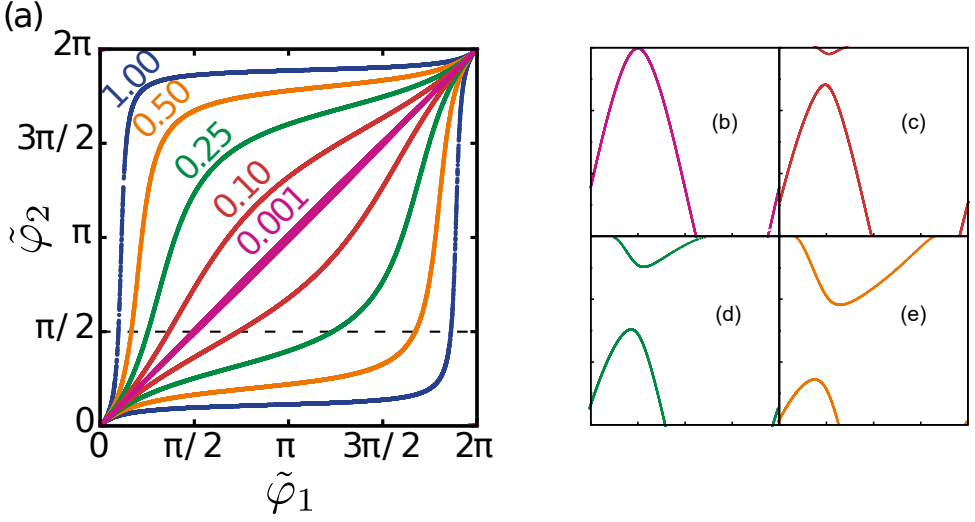 (a)
2π
3π/2
π
π/2
0
φ̃₂
1.00
0.50
0.25
0.10
0.001
0 π/2 π 3π/2 2π
φ̃₁
(b)
(c)
(d)
(e)